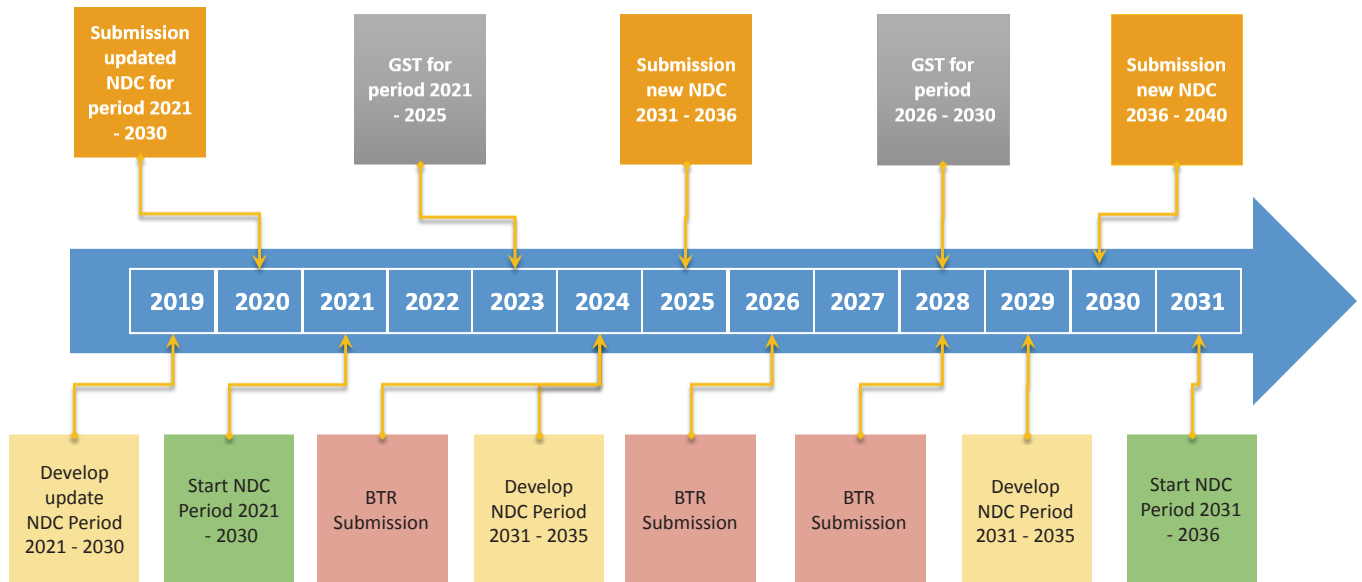 Submission
updated
NDC for
period 2021
- 2030
GST for
period 2021
- 2025
Submission
new NDC
2031 - 2036
GST for
period
2026 - 2030
Submission
new NDC
2036 - 2040
2019 2020 2021 2022 2023 2024 2025 2026 2027 2028 2029 2030 2031
Develop
update
NDC Period
2021 - 2030
Start NDC
Period 2021
- 2030
BTR
Submission
Develop
NDC Period
2031 - 2035
BTR
Submission
BTR
Submission
Develop
NDC Period
2031 - 2035
Start NDC
Period 2031
- 2036